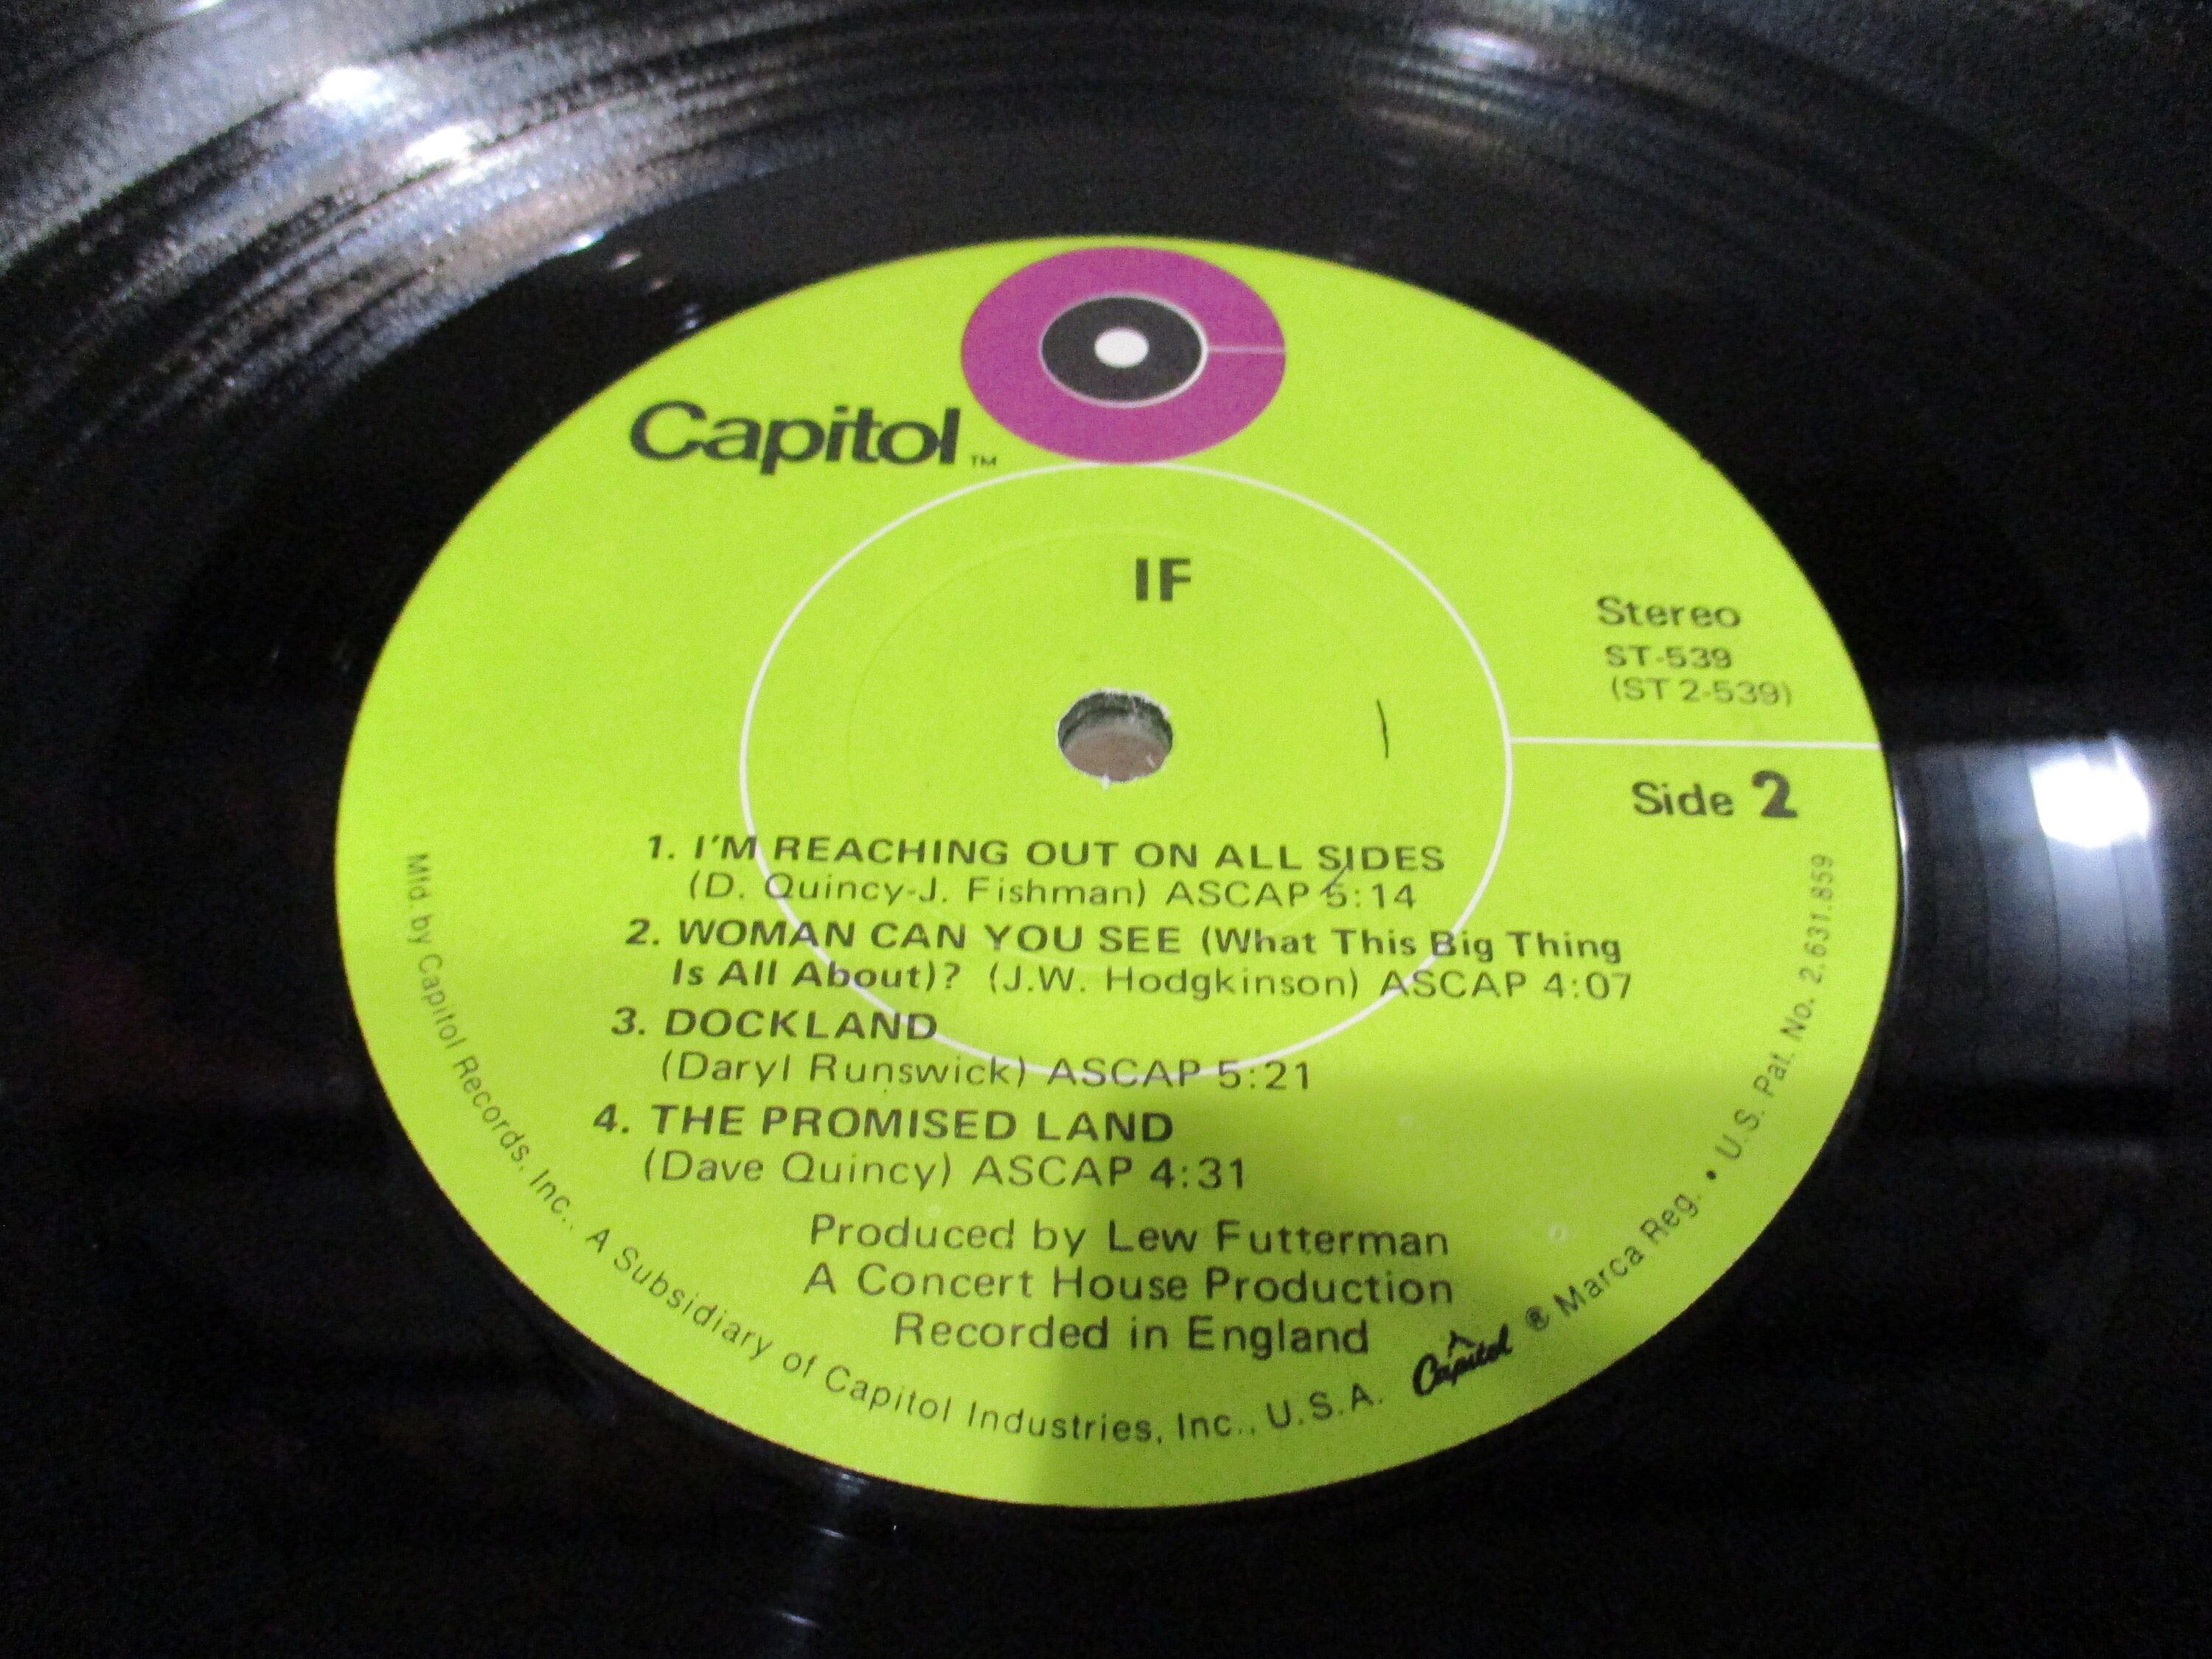 Capitol™
IF
Stereo
ST-539
(ST 2-539)
Side 2
1. I'M REACHING OUT ON ALL SIDES
(D. Quincy-J. Fishman) ASCAP 5:14
2. WOMAN CAN YOU SEE (What This Big Thing
Is All About)? (J.W. Hodgkinson) ASCAP 4:07
3. DOCKLAND
(Daryl Runswick) ASCAP 5:21
4. THE PROMISED LAND
(Dave Quincy) ASCAP 4:31
Produced by Lew Futterman
A Concert House Production
Recorded in England
Mfd. by Capitol Records, Inc., A Subsidiary of Capitol Industries, Inc., U.S.A. Capitol ® Marca Reg. • U.S. Pat. No. 2,631,859